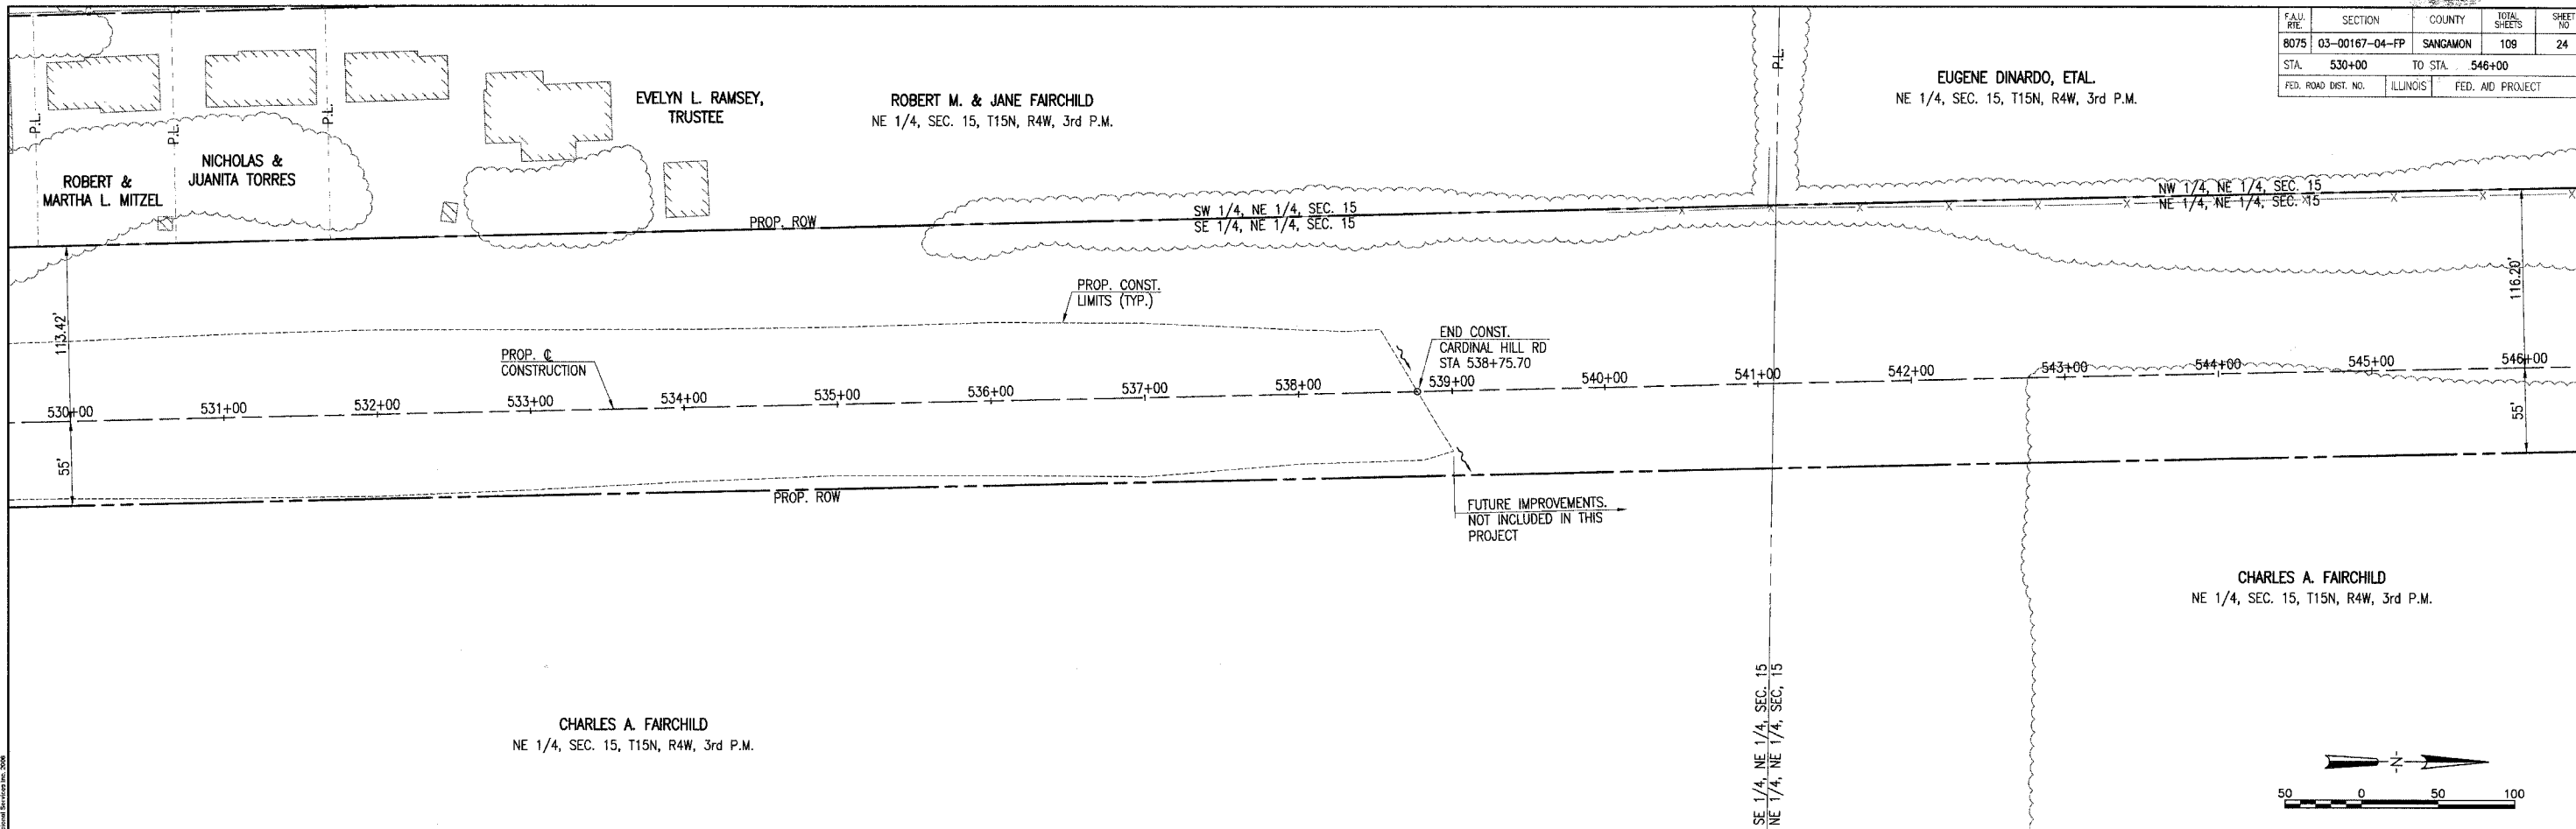 F.A.U. RTE. SECTION COUNTY TOTAL SHEETS SHEET NO
8075 03-00167-04-FP SANGAMON 109 24
STA. 530+00 TO STA. 546+00
FED. ROAD DIST. NO. ILLINOIS FED. AID PROJECT
P.L.
P.L.
P.L.
P.L.
EVELYN L. RAMSEY,
TRUSTEE
ROBERT M. & JANE FAIRCHILD
NE 1/4, SEC. 15, T15N, R4W, 3rd P.M.
EUGENE DINARDO, ETAL.
NE 1/4, SEC. 15, T15N, R4W, 3rd P.M.
ROBERT &
MARTHA L. MITZEL
NICHOLAS &
JUANITA TORRES
PROP. ROW
SW 1/4, NE 1/4, SEC. 15
SE 1/4, NE 1/4, SEC. 15
NW 1/4, NE 1/4, SEC. 15
NE 1/4, NE 1/4, SEC. 15
113.42'
116.20'
PROP. CONST.
LIMITS (TYP.)
PROP. ℄
CONSTRUCTION
END CONST.
CARDINAL HILL RD
STA 538+75.70
530+00 531+00 532+00 533+00 534+00 535+00 536+00 537+00 538+00 539+00 540+00 541+00 542+00 543+00 544+00 545+00 546+00
55'
55'
PROP. ROW
FUTURE IMPROVEMENTS.
NOT INCLUDED IN THIS
PROJECT
CHARLES A. FAIRCHILD
NE 1/4, SEC. 15, T15N, R4W, 3rd P.M.
CHARLES A. FAIRCHILD
NE 1/4, SEC. 15, T15N, R4W, 3rd P.M.
SE 1/4, NE 1/4, SEC. 15
NE 1/4, NE 1/4, SEC, 15
N
50 0 50 100
Services Inc. 2006